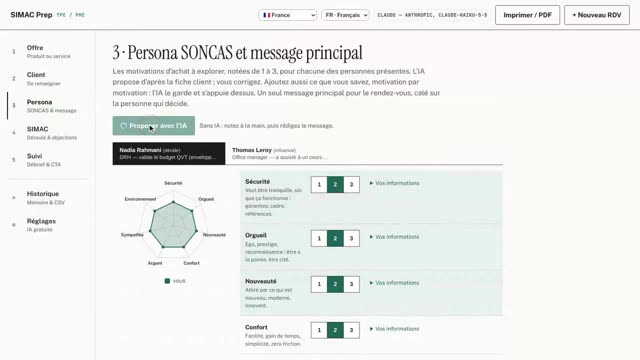 SIMAC Prep TPE / PME
France
FR · Français
CLAUDE — ANTHROPIC, CLAUDE-HAIKU-5-5
Imprimer / PDF
+ Nouveau RDV
1 Offre
Produit ou service
2 Client
Se renseigner
3 Persona
SONCAS & message
4 SIMAC
Déroulé & objections
5 Suivi
Débrief & CTA
Historique
Mémoire & CSV
Réglages
IA gratuite
3 · Persona SONCAS et message principal
Les motivations d'achat à explorer, notées de 1 à 3, pour chacune des personnes présentes. L'IA
propose d'après la fiche client ; vous corrigez. Ajoutez aussi ce que vous savez, motivation par
motivation : l'IA le garde et s'appuie dessus. Un seul message principal pour le rendez-vous, calé sur
la personne qui décide.
Proposer avec l'IA
Sans IA : notez à la main, puis rédigez le message.
Nadia Rahmani (décide)
DRH — valide le budget QVT (envelopp...
Thomas Leroy (influence)
Office manager — a assisté à un cours ...
Sécurité
Orgueil
Nouveauté
Confort
Argent
Sympathie
Environnement
VOUS
Sécurité
Veut être tranquille, sûr
que ça fonctionne :
garanties, cadre,
références.
1 2 3
▶ Vos informations
Orgueil
Ego, prestige,
reconnaissance : être à
la pointe, être cité.
1 2 3
▶ Vos informations
Nouveauté
Attiré par ce qui est
nouveau, moderne,
innovant.
1 2 3
▶ Vos informations
Confort
Facilité, gain de temps,
simplicité, zéro friction.
1 2 3
▶ Vos informations